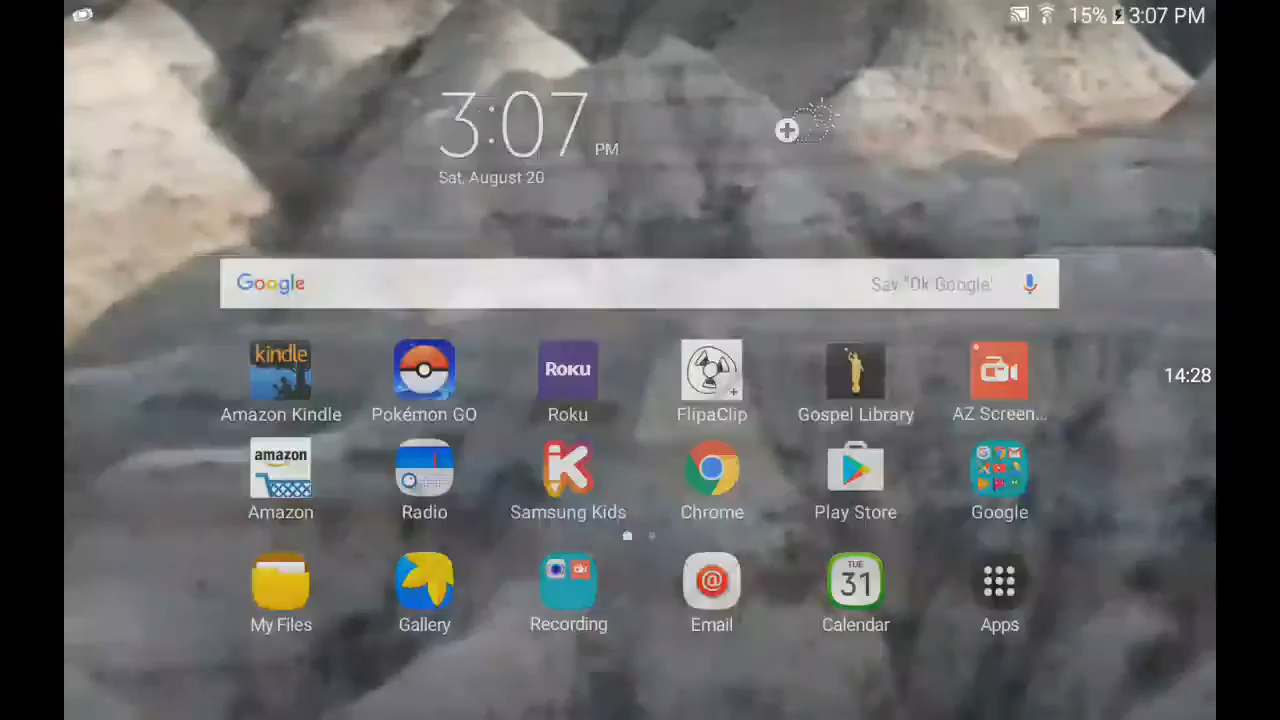 15% 3:07 PM
3:07 PM
Sat, August 20
Google Say "Ok Google"
kindle
Roku
Amazon Kindle Pokémon GO Roku FlipaClip Gospel Library AZ Screen...
14:28
amazon
Amazon Radio Samsung Kids Chrome Play Store Google
TUE
31
My Files Gallery Recording Email Calendar Apps